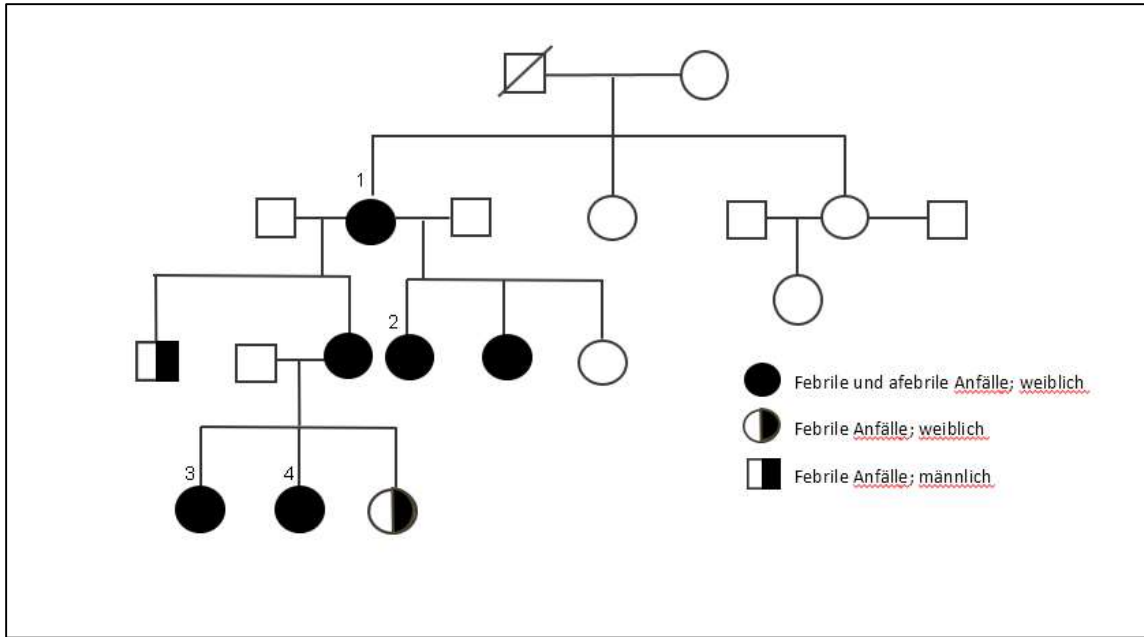 1
2
3
4
Febrile und afebrile Anfälle; weiblich
Febrile Anfälle; weiblich
Febrile Anfälle; männlich